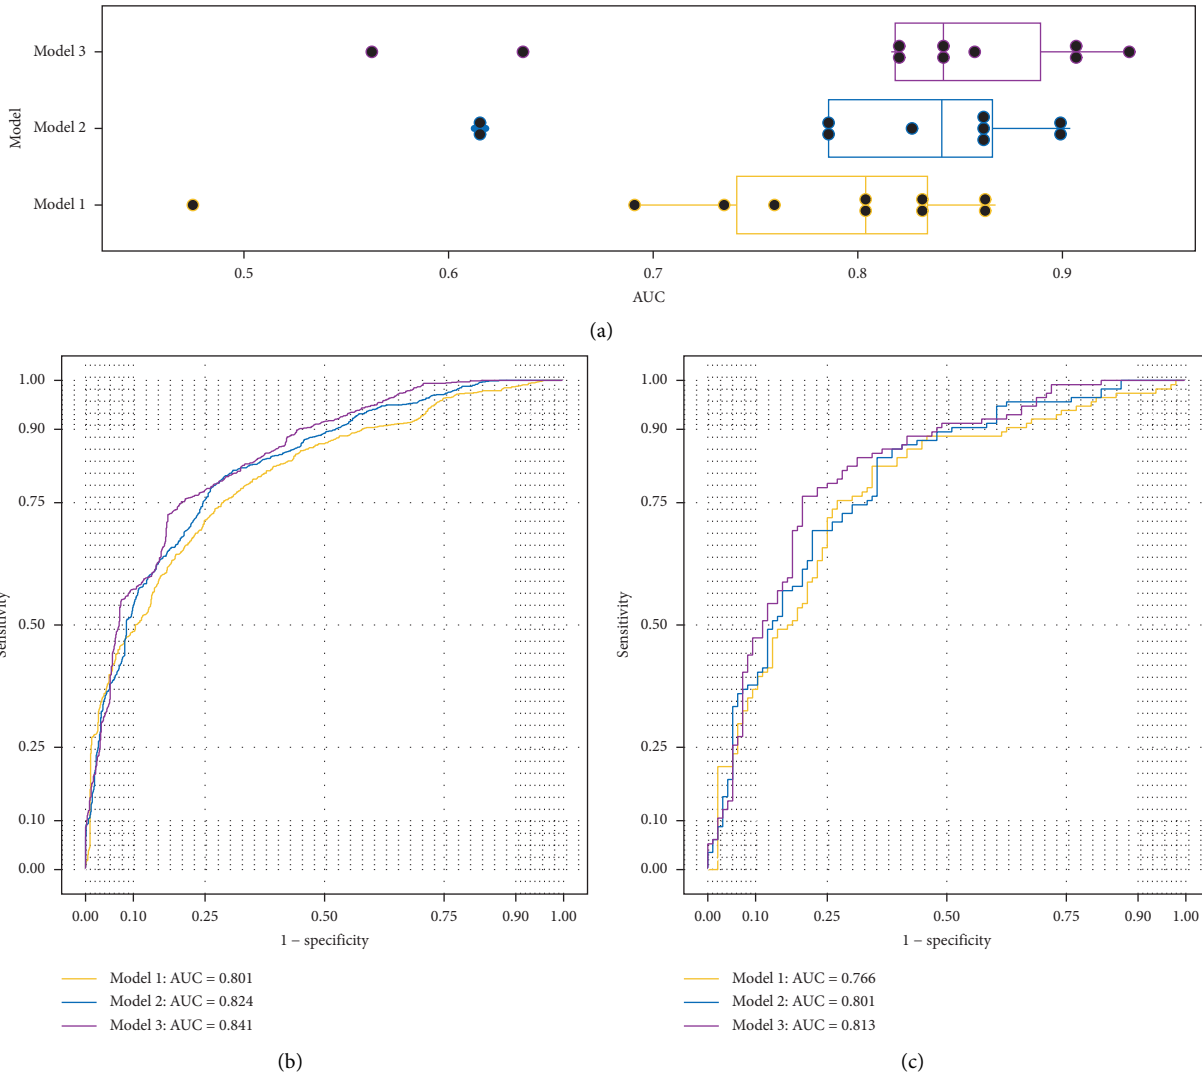 Model 3
Model 2
Model 1
Model
0.5 0.6 0.7 0.8 0.9
AUC
(a)
1.00
0.90
0.75
0.50
0.25
0.10
0.00
Sensitivity
0.00 0.10 0.25 0.50 0.75 0.90 1.00
1 − specificity
Model 1: AUC = 0.801
Model 2: AUC = 0.824
Model 3: AUC = 0.841
(b)
1.00
0.90
0.75
0.50
0.25
0.10
0.00
Sensitivity
0.00 0.10 0.25 0.50 0.75 0.90 1.00
1 − specificity
Model 1: AUC = 0.766
Model 2: AUC = 0.801
Model 3: AUC = 0.813
(c)